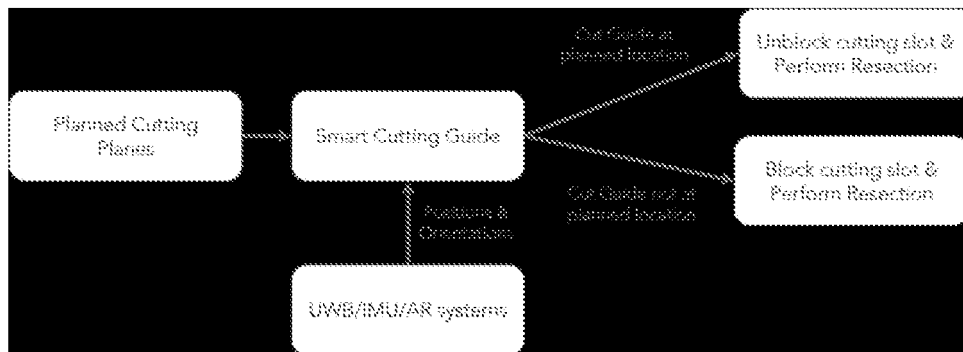 Cut Guide at
planned location
Unblock cutting slot &
Perform Resection
Planned Cutting
Planes
Smart Cutting Guide
Block cutting slot &
Perform Resection
Cut Guide not at
planned location
Positions &
Orientations
UWB/IMU/AR systems